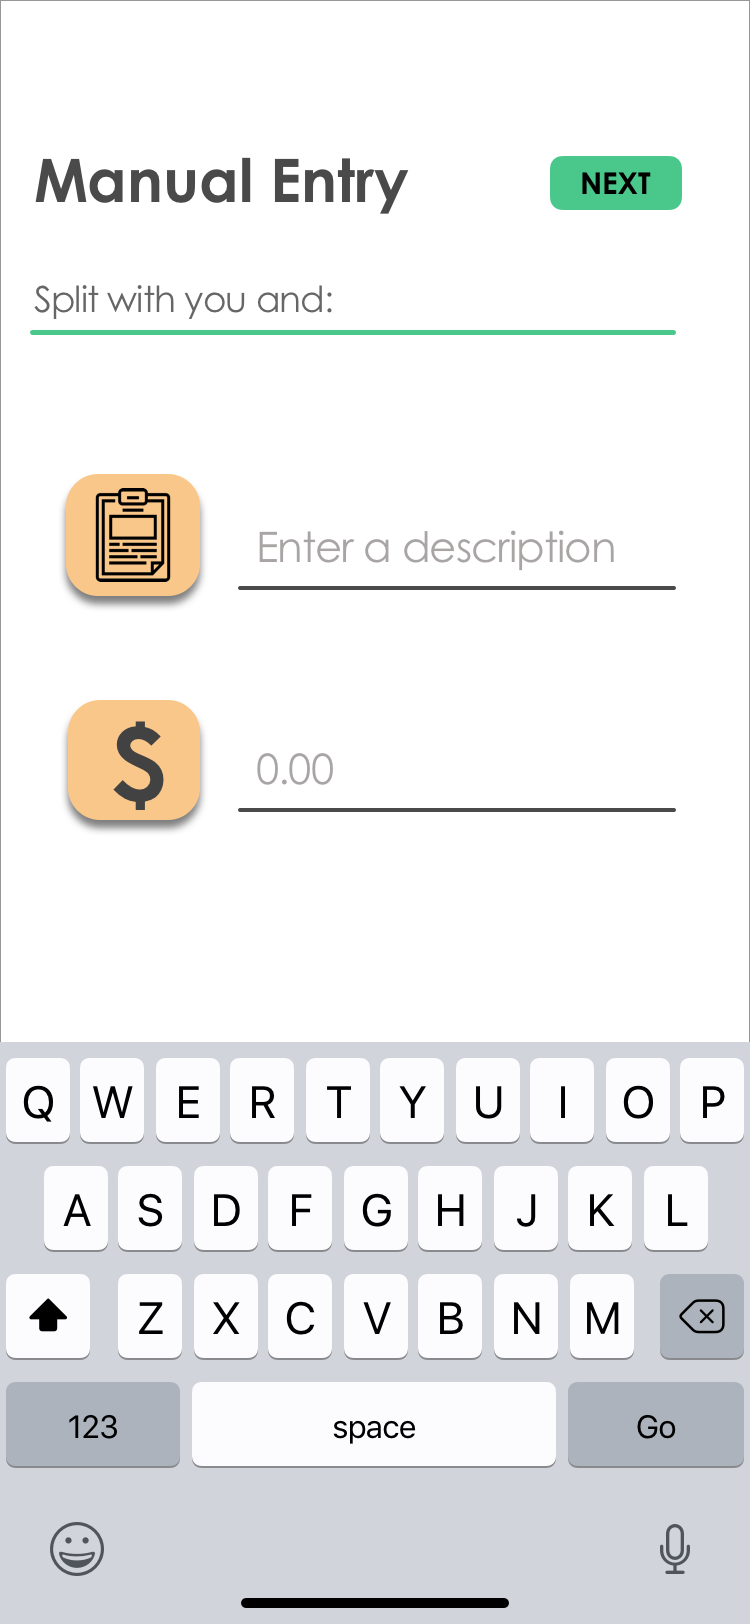 Manual Entry
NEXT
Split with you and:
Enter a description
$
0.00
Q W E R T Y U I O P
A S D F G H J K L
Z X C V B N M
123 space Go